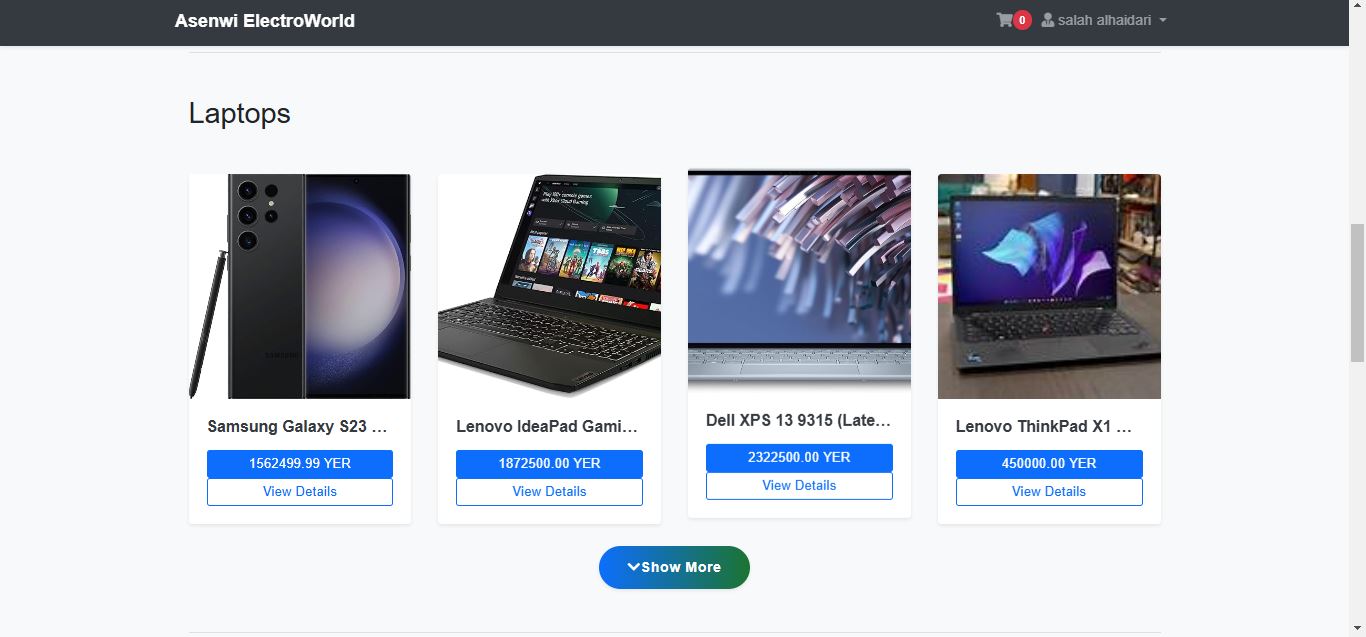 Asenwi ElectroWorld
0
salah alhaidari
Laptops
SAMSUNG
Samsung Galaxy S23 ...
1562499.99 YER
View Details
Lenovo IdeaPad Gami...
1872500.00 YER
View Details
Dell XPS 13 9315 (Late...
2322500.00 YER
View Details
Lenovo ThinkPad X1 ...
450000.00 YER
View Details
Show More